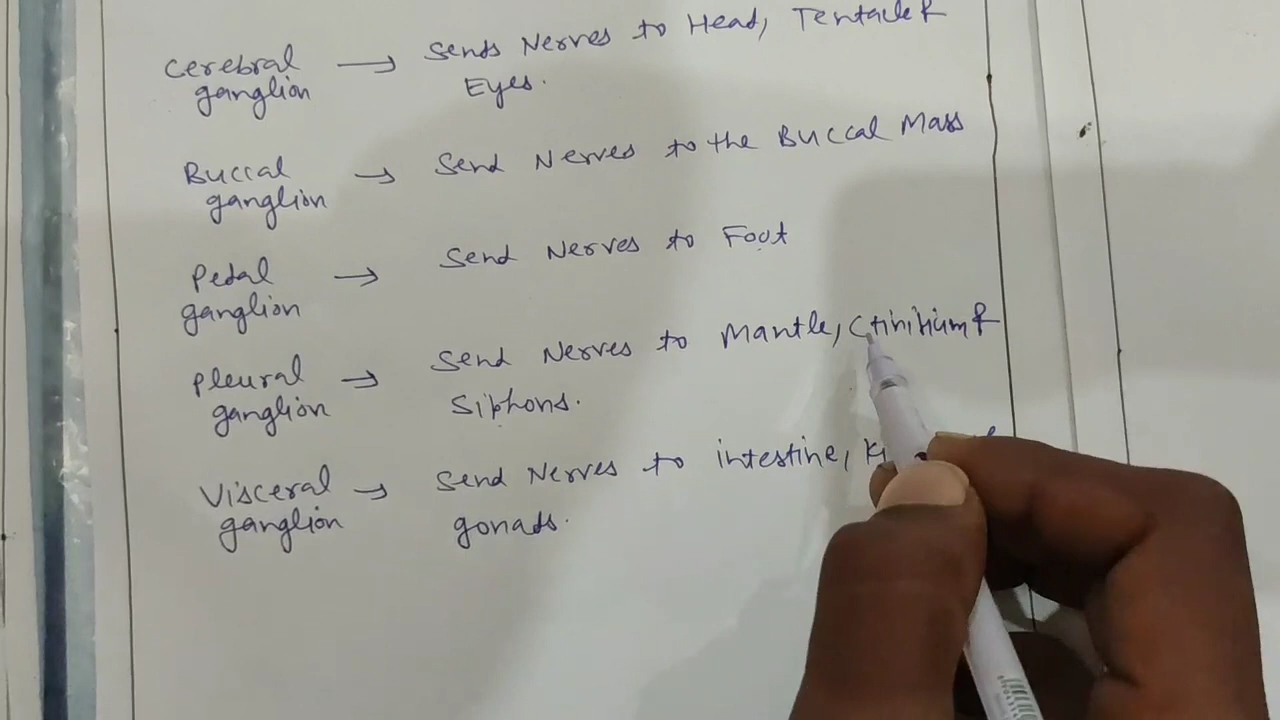 Cerebral → Sends Nerves to Head, Tentacle &
ganglion Eyes.
Buccal → Send Nerves to the Buccal Mass
ganglion
Pedal → Send Nerves to Foot
ganglion
Pleural → Send Nerves to Mantle, Ctinitium &
ganglion Siphons.
Visceral → Send Nerves to intestine,
ganglion gonads.